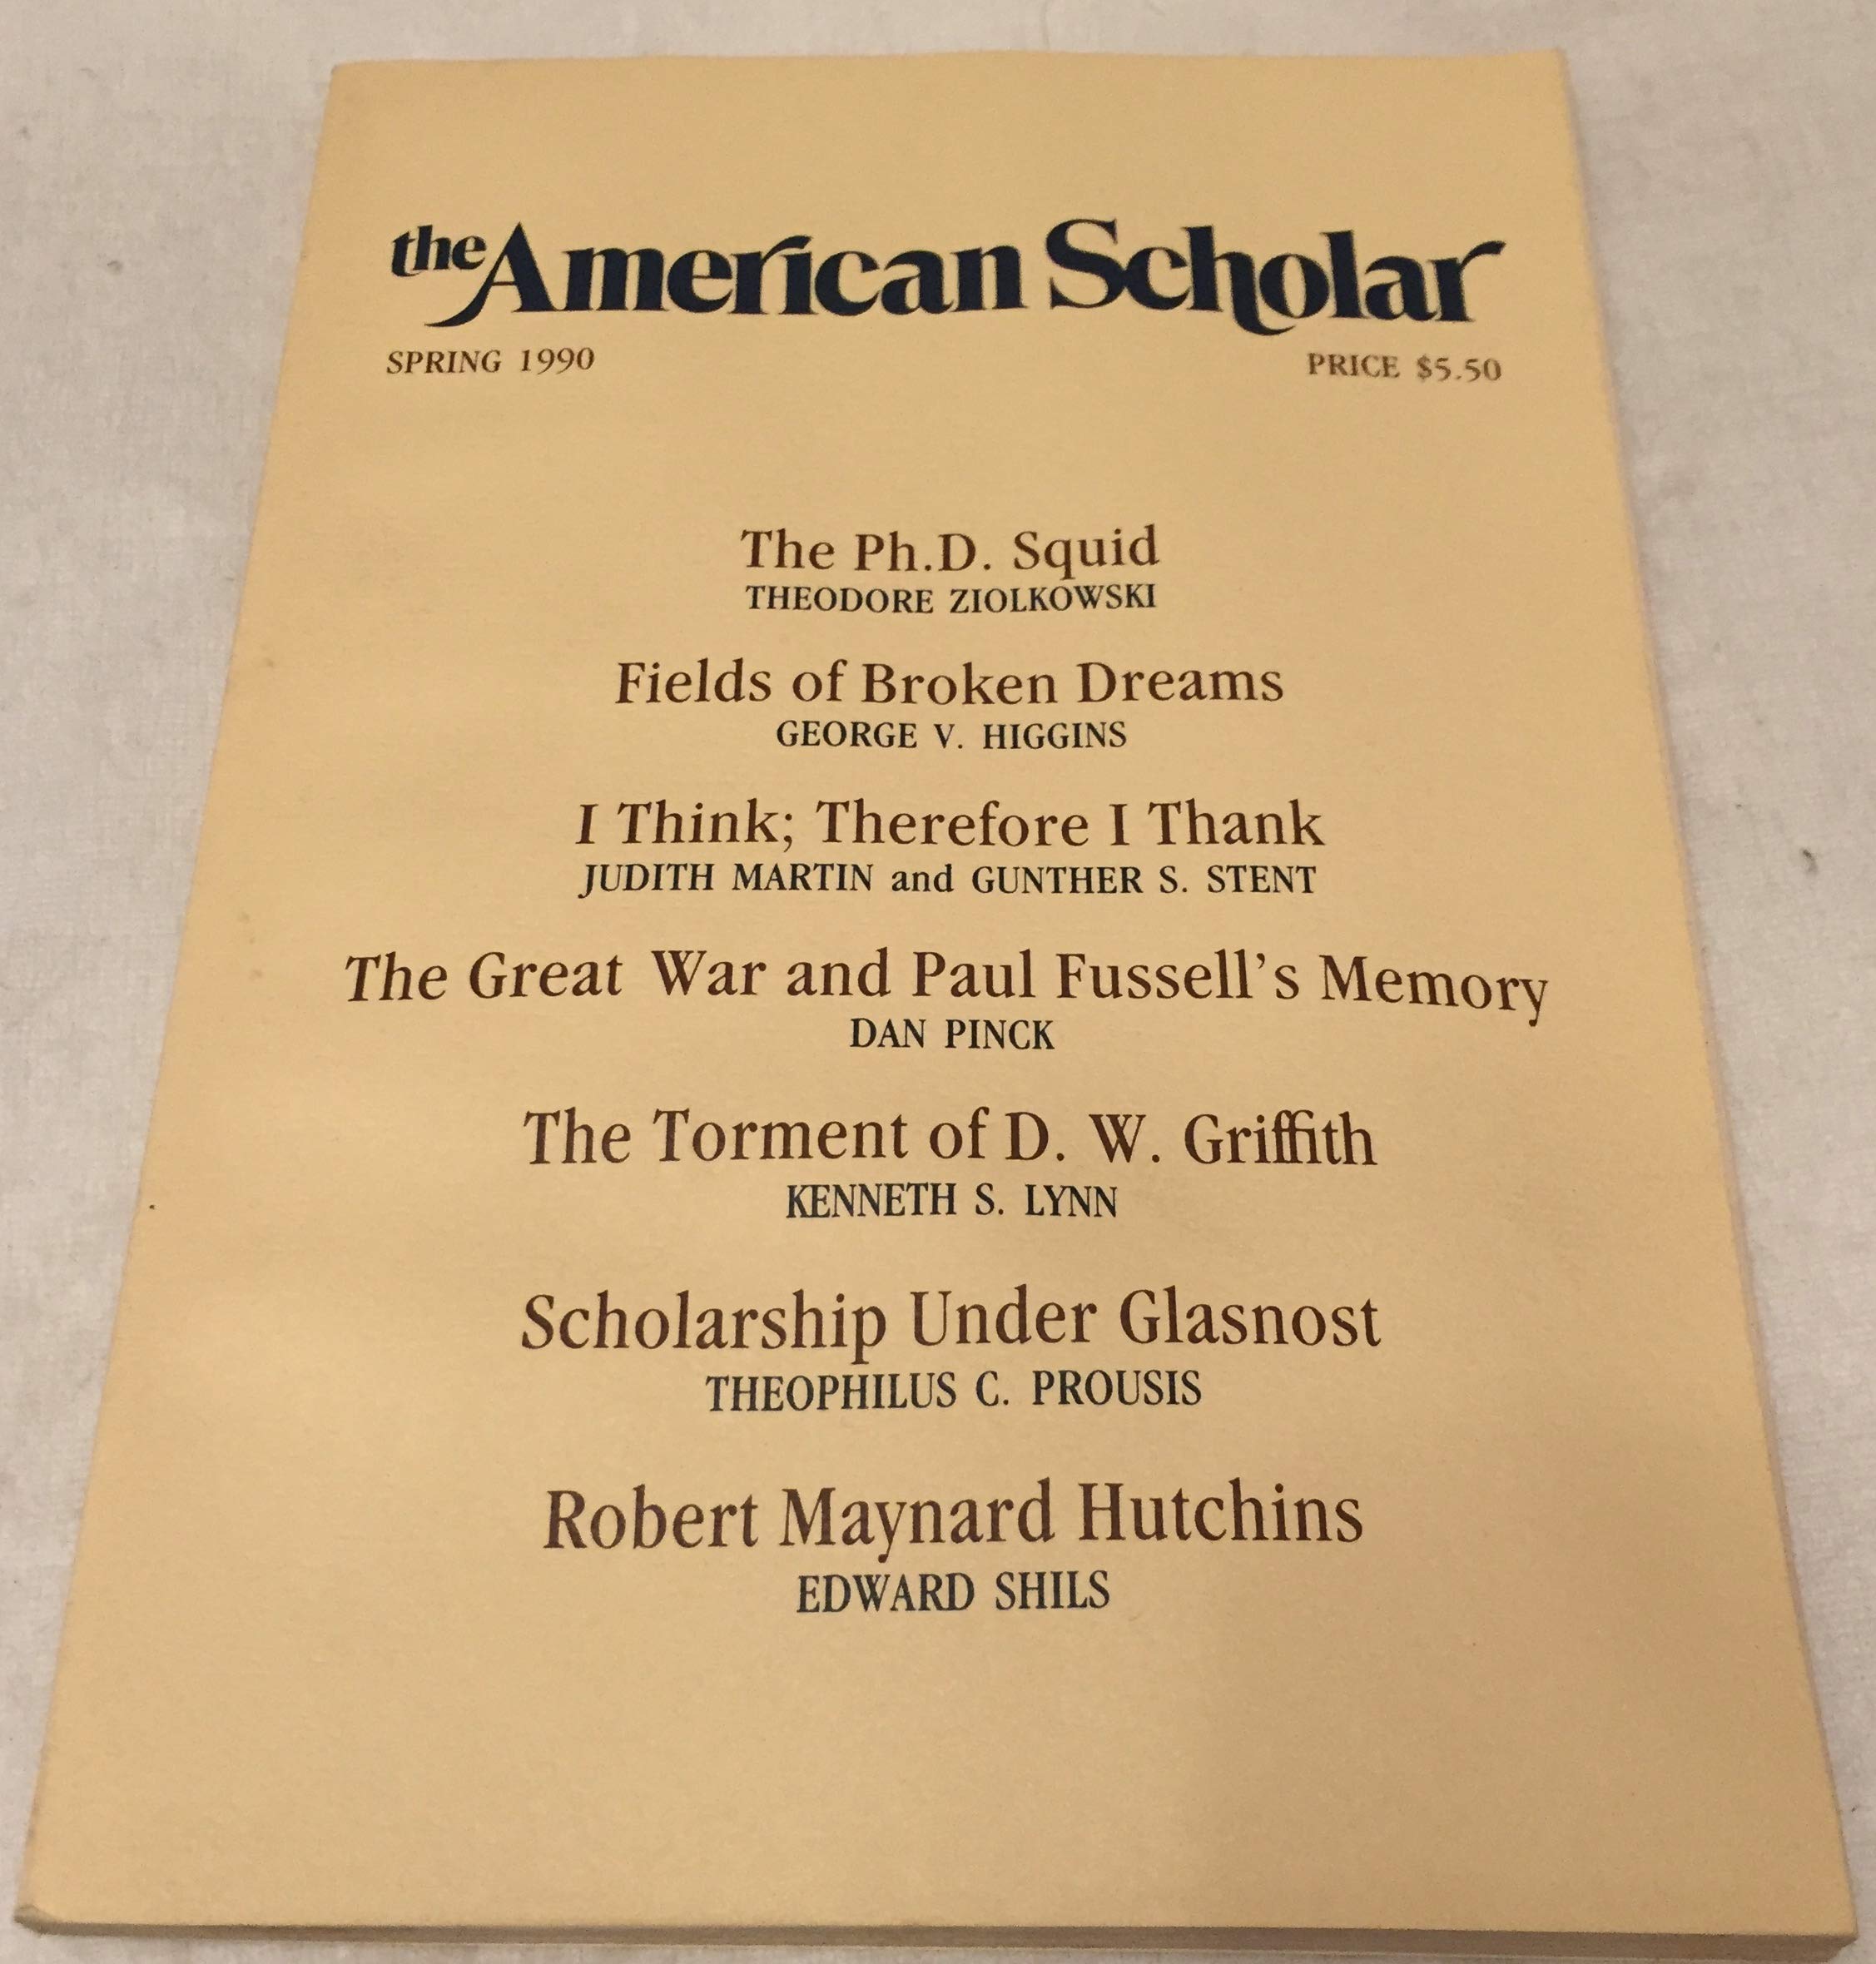 the American Scholar
SPRING 1990 PRICE $5.50
The Ph.D. Squid
THEODORE ZIOLKOWSKI
Fields of Broken Dreams
GEORGE V. HIGGINS
I Think; Therefore I Thank
JUDITH MARTIN and GUNTHER S. STENT
The Great War and Paul Fussell's Memory
DAN PINCK
The Torment of D. W. Griffith
KENNETH S. LYNN
Scholarship Under Glasnost
THEOPHILUS C. PROUSIS
Robert Maynard Hutchins
EDWARD SHILS